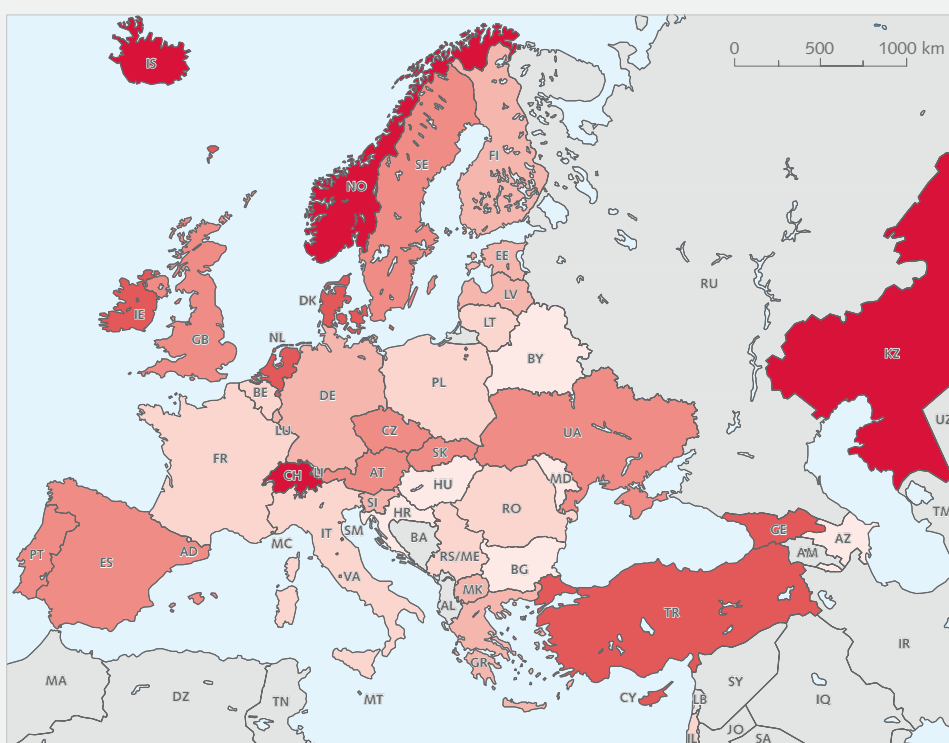 0 500 1000 km
IS
FI
SE
NO
EE
RU
LV
DK
IE
LT
GB
NL
BY
KZ
PL
BE
DE
UZ
LU
CZ
UA
FR
SK
CH
LI
AT
MD
HU
SI
RO
TM
HR
SM
GE
IT
BA
AZ
MC
PT
AD
RS/ME
AM
ES
BG
VA
MK
AL
TR
IR
GR
MA
SY
DZ
CY
MT
TN
LB
IQ
JO
IL
SA